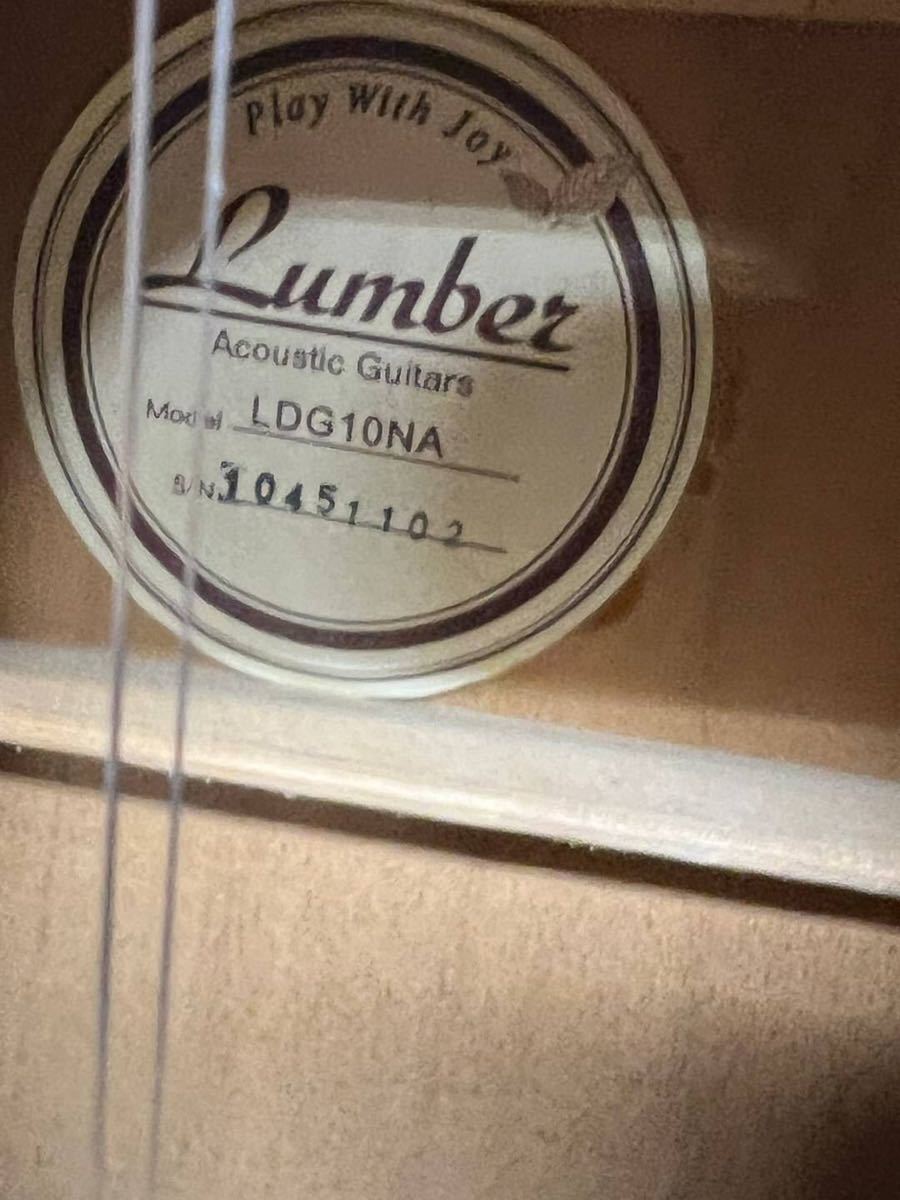 Play With Joy
Lumber
Acoustic Guitars
Model LDG10NA
S/N 10451102